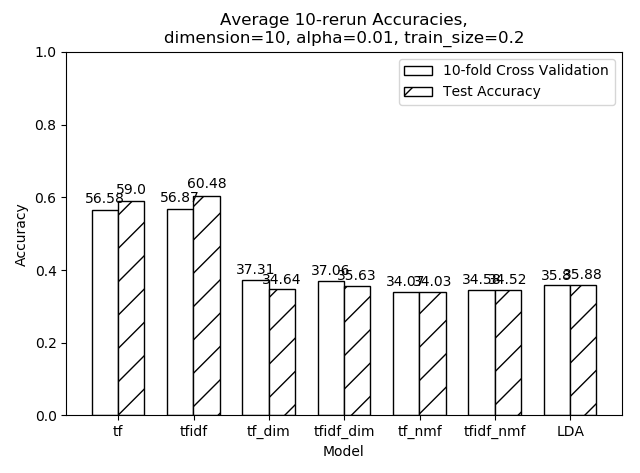 Average 10-rerun Accuracies,
dimension=10, alpha=0.01, train_size=0.2
10-fold Cross Validation
Test Accuracy
Accuracy
1.0
0.8
0.6
0.4
0.2
0.0
56.58 59.0 56.87 60.48 37.31 34.64 37.06 35.63 34.07 34.03 34.58 34.52 35.8 35.88
tf tfidf tf_dim tfidf_dim tf_nmf tfidf_nmf LDA
Model